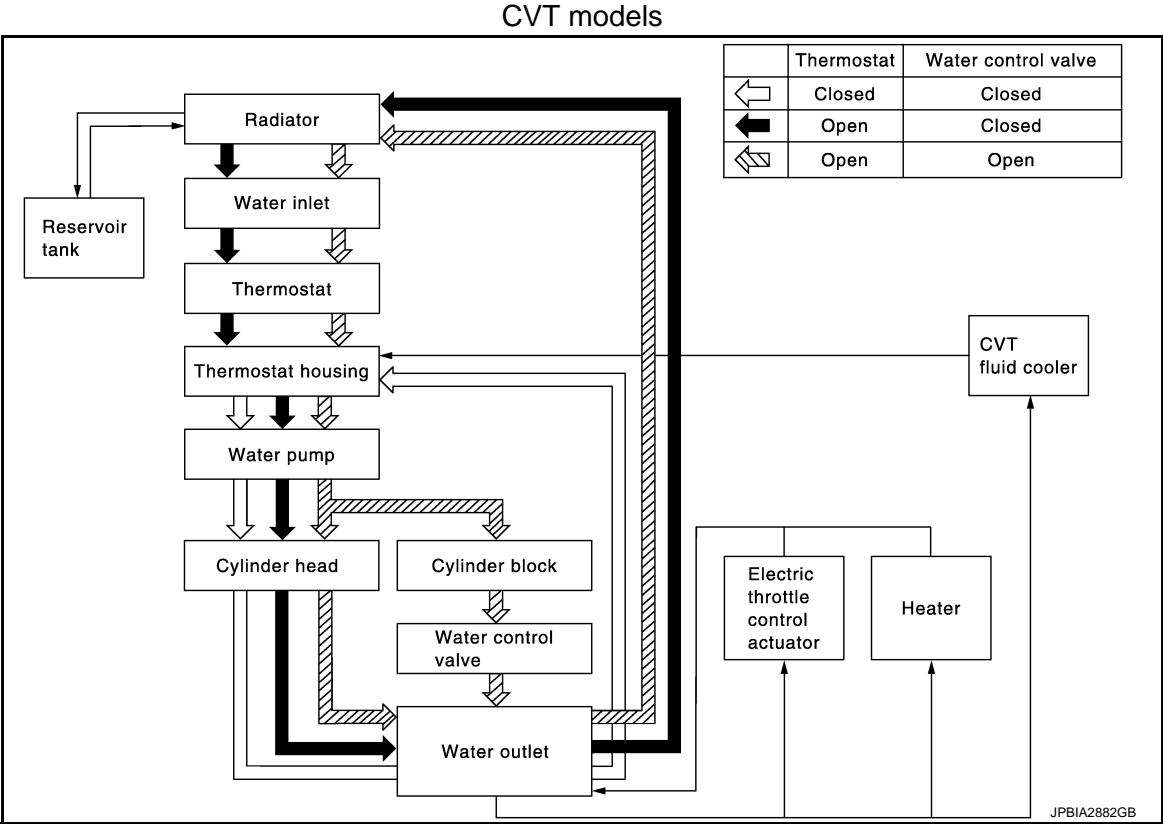 CVT models
Thermostat Water control valve
Closed Closed
Open Closed
Open Open
Radiator
Water inlet
Reservoir
tank
Thermostat
Thermostat housing
CVT
fluid cooler
Water pump
Cylinder head
Cylinder block
Water control
valve
Electric
throttle
control
actuator
Heater
Water outlet
JPBIA2882GB